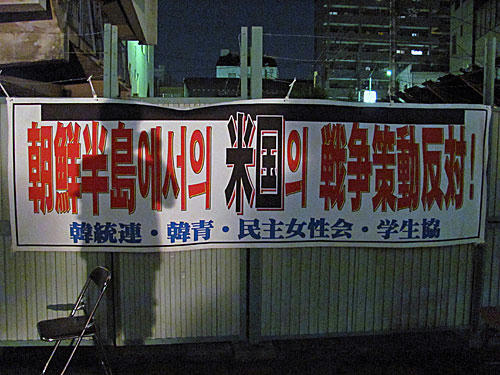 朝鮮半島에서의 米国의 戦争策動反対!
韓統連・韓青・民主女性会・学生協